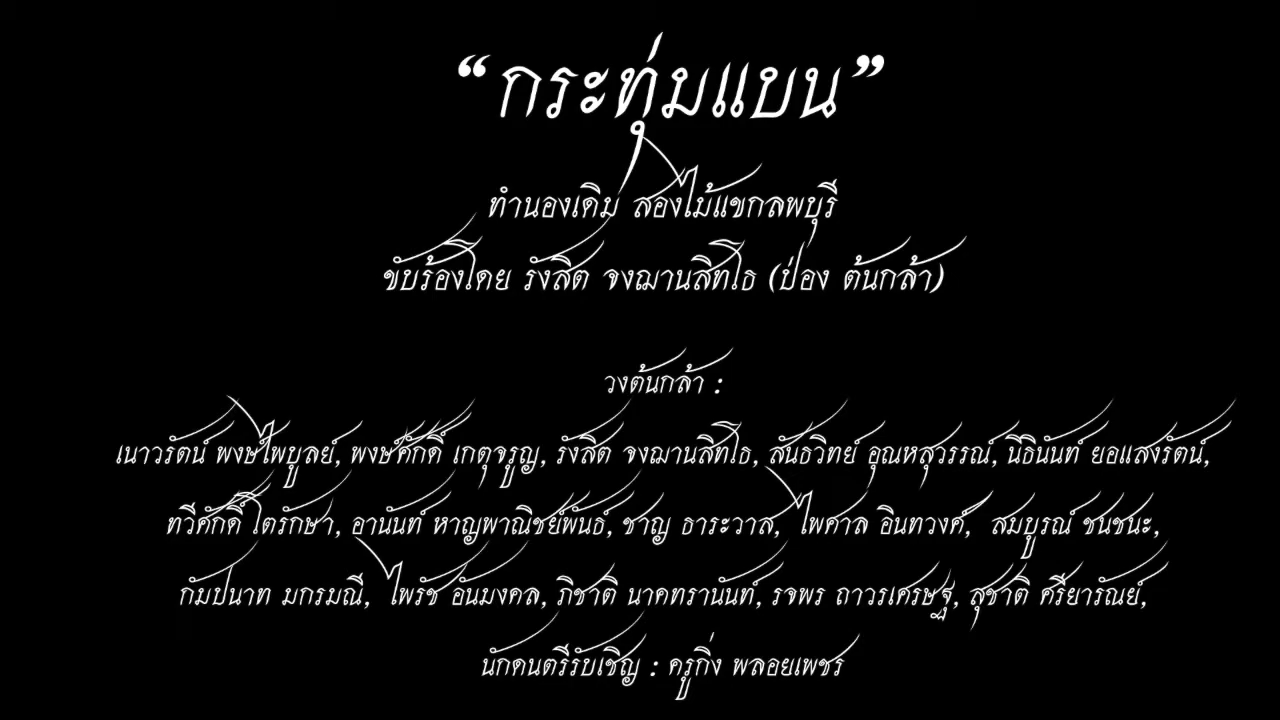 “กระทุ่มแบน”
ทำนองเดิม สองไม้แขกลพบุรี
ขับร้องโดย รังสิต จงฌานสิทโธ (ป่อง ต้นกล้า)
วงต้นกล้า :
เนาวรัตน์ พงษ์ไพบูลย์, พงษ์ศักดิ์ เกตุจรูญ, รังสิต จงฌานสิทโธ, สันธวิทย์ อุณหสุวรรณ์, นิธินันท์ ยอแสงรัตน์,
ทวีศักดิ์ โตรักษา, อานันท์ หาญพาณิชย์พันธ์, ชาญ ธาระวาส, ไพศาล อินทวงศ์, สมบูรณ์ ชนชนะ,
กัมปนาท มกรมณี, ไพรัช อันมงคล, ภิชาติ นาคทรานันท์, รจพร ถาวรเศรษฐ, สุชาติ ศรียารัณย์,
นักดนตรีรับเชิญ : ครูกิ่ง พลอยเพชร